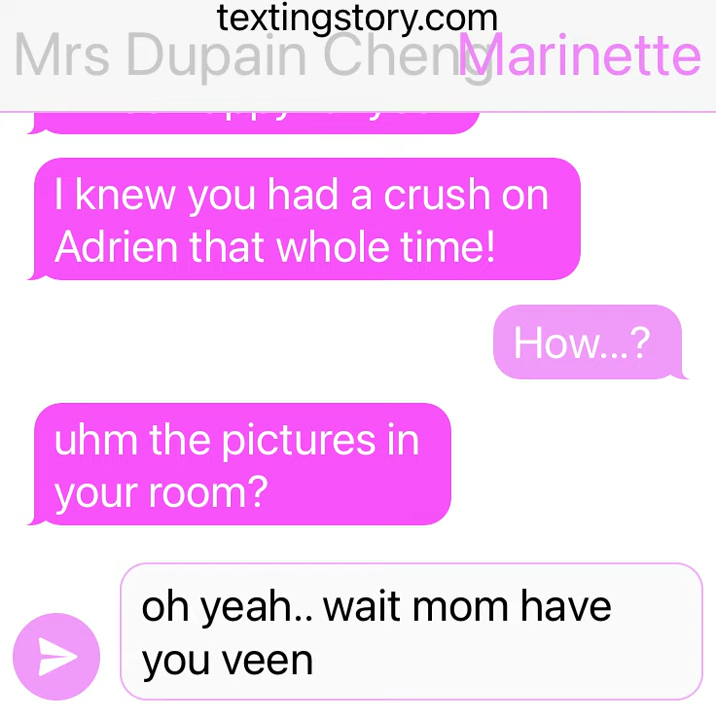 textingstory.com
Mrs Dupain Cheng Marinette
I knew you had a crush on
Adrien that whole time!
How...?
uhm the pictures in
your room?
oh yeah.. wait mom have
you veen